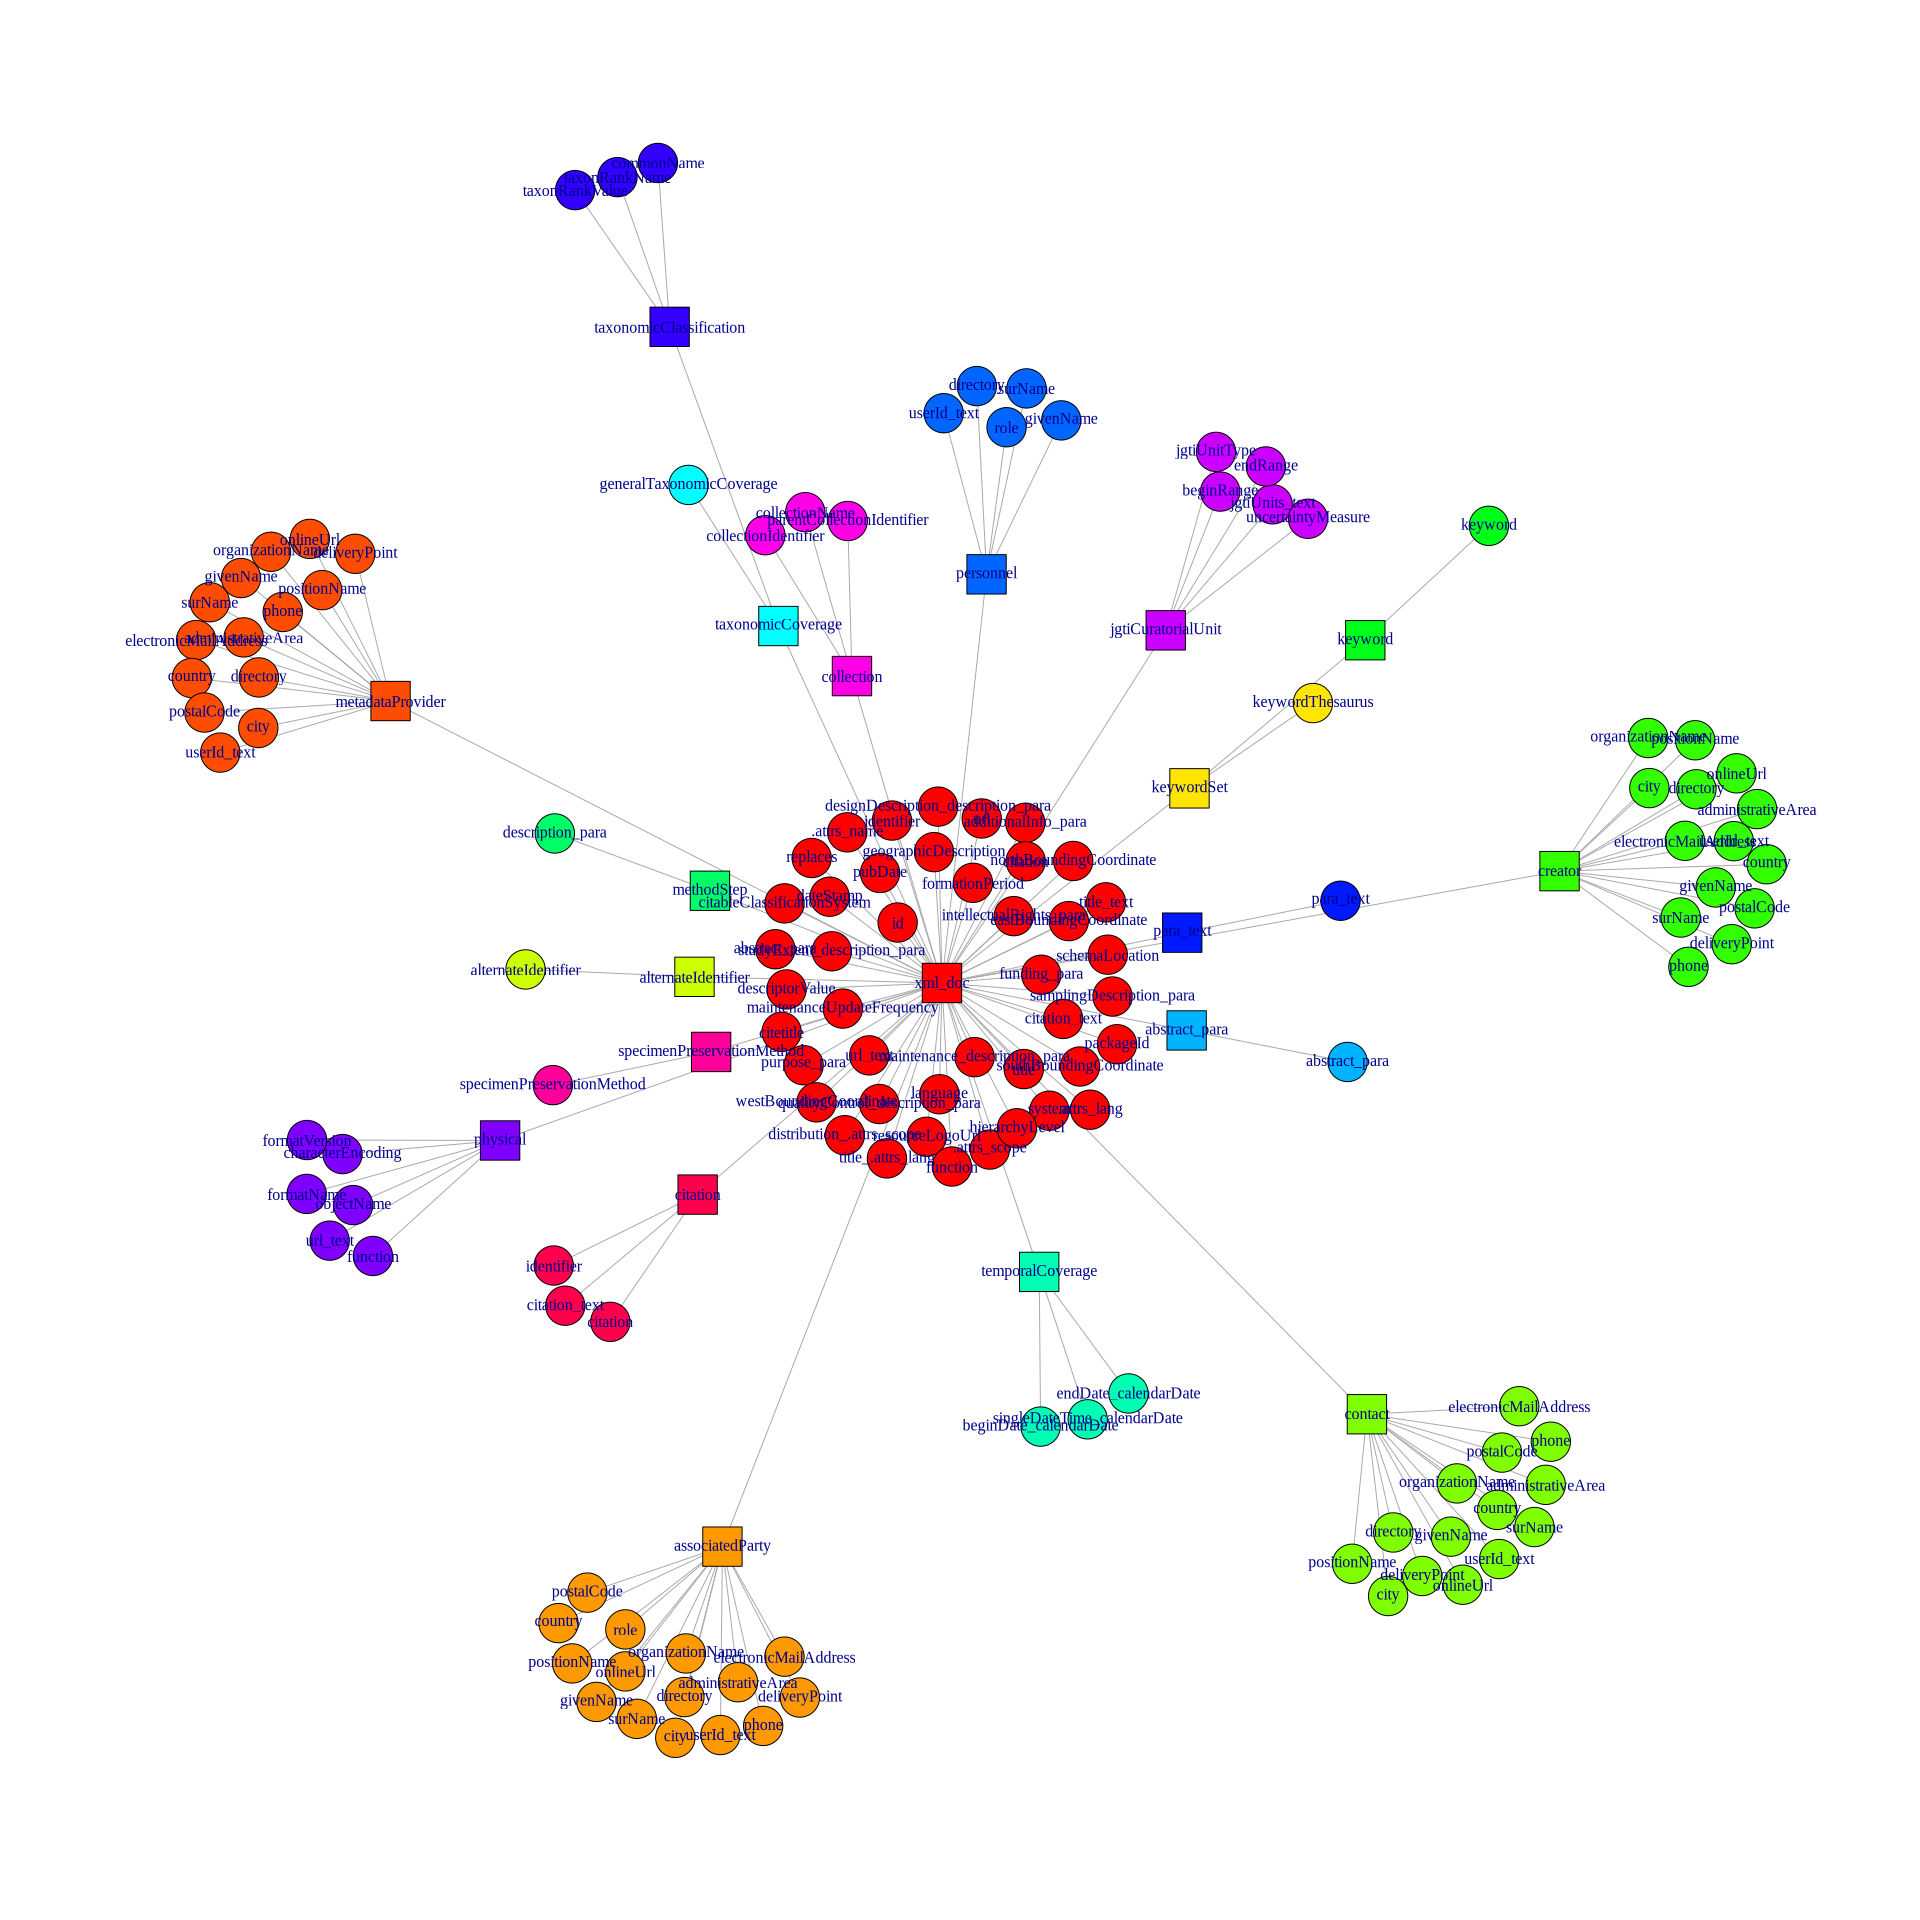 commonName
taxonRankName
taxonRankValue
taxonomicClassification
directory
surName
userId_text
givenName
role
personnel
jgtiUnitType
endRange
beginRange
jgtiUnits_text
uncertaintyMeasure
jgtiCuratorialUnit
generalTaxonomicCoverage
collectionName
parentCollectionIdentifier
collectionIdentifier
taxonomicCoverage
collection
keyword
keyword
keywordThesaurus
keywordSet
onlineUrl
organizationName
deliveryPoint
givenName
positionName
surName
phone
administrativeArea
electronicMailAddress
country
directory
metadataProvider
postalCode
city
userId_text
organizationName
positionName
onlineUrl
city
directory
administrativeArea
electronicMailAddress
userId_text
country
creator
givenName
postalCode
surName
deliveryPoint
phone
description_para
methodStep
alternateIdentifier
alternateIdentifier
designDescription_description_para
identifier
additionalInfo_para
.attrs_name
geographicDescription
replaces
northBoundingCoordinate
pubDate
formationPeriod
dateStamp
citableClassificationSystem
title_text
intellectualRights_para
eastBoundingCoordinate
id
abstract_para
studyExtent_description_para
schemaLocation
funding_para
xml_doc
descriptorValue
samplingDescription_para
maintenanceUpdateFrequency
citation_text
citetitle
packageId
url_text
maintenance_description_para
purpose_para
southBoundingCoordinate
title
language
westBoundingCoordinate
qualityControl_description_para
system
attrs_lang
hierarchyLevel
distribution_.attrs_scope
resourceLogoUrl
.attrs_scope
title_.attrs_lang
function
para_text
para_text
abstract_para
abstract_para
specimenPreservationMethod
specimenPreservationMethod
physical
formatVersion
characterEncoding
formatName
objectName
url_text
function
citation
identifier
citation_text
citation
temporalCoverage
endDate_calendarDate
singleDateTime_calendarDate
beginDate_calendarDate
contact
electronicMailAddress
phone
postalCode
organizationName
administrativeArea
country
surName
directory
givenName
userId_text
positionName
deliveryPoint
onlineUrl
city
associatedParty
postalCode
country
role
organizationName
electronicMailAddress
positionName
onlineUrl
administrativeArea
directory
deliveryPoint
givenName
surName
phone
city
userId_text